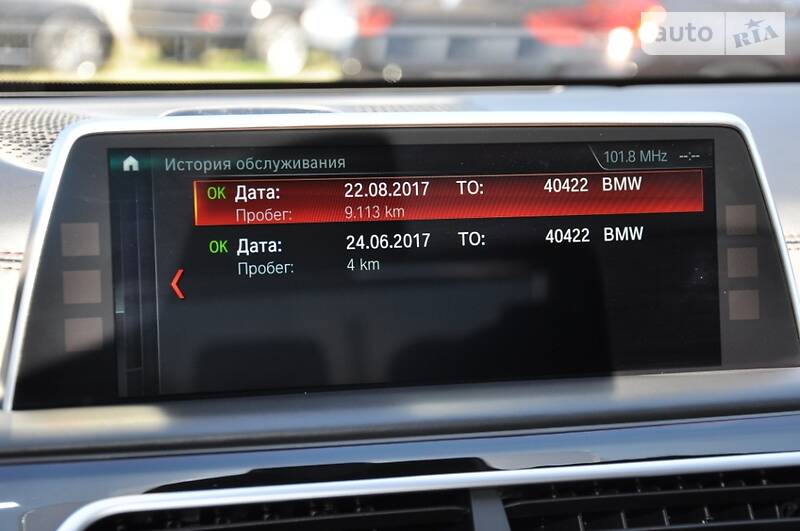 auto RIA
История обслуживания 101.8 MHz --:--
OK Дата: 22.08.2017 ТО: 40422 BMW
Пробег: 9.113 km
OK Дата: 24.06.2017 ТО: 40422 BMW
Пробег: 4 km